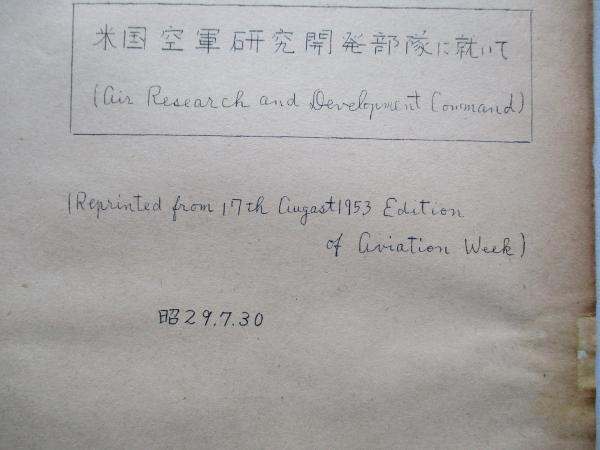 米国空軍研究開発部隊に就いて
(Air Research and Development Command)
(Reprinted from 17th Augast 1953 Edition
of Aviation Week)
昭29.7.30